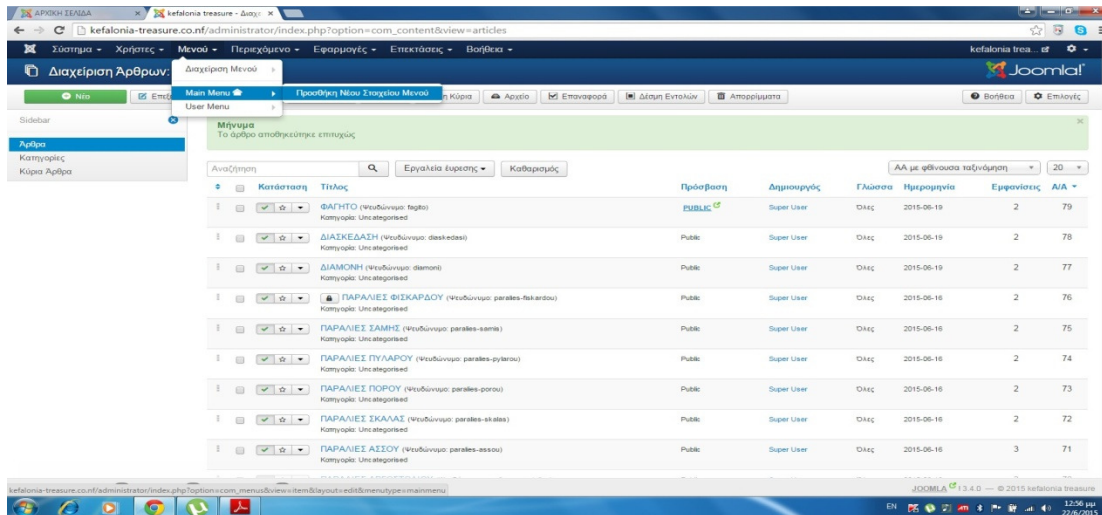 ΑΡΧΙΚΗ ΣΕΛΙΔΑ
kefalonia treasure - Διαχε
kefalonia-treasure.co.nf/administrator/index.php?option=com_content&view=articles
Σύστημα Χρήστες Μενού Περιεχόμενο Εφαρμογές Επεκτάσεις Βοήθεια kefalonia trea...
Διαχείριση Άρθρων: Διαχείριση Μενού Joomla!
Νέο Επεξ Main Menu Προσθήκη Νέου Στοιχείου Μενού Κύρια Αρχείο Επαναφορά Δέσμη Εντολών Απορρίμματα Βοήθεια Επιλογές
User Menu
Sidebar
Μήνυμα
Το άρθρο αποθηκεύτηκε επιτυχώς
Άρθρα
Κατηγορίες
Κύρια Άρθρα
Αναζήτηση Εργαλεία έυρεσης Καθαρισμός ΑΑ με φθίνουσα ταξινόμηση 20
Κατάσταση Τίτλος Πρόσβαση Δημιουργός Γλώσσα Ημερομηνία Εμφανίσεις Α/Α
ΦΑΓΗΤΟ (Ψευδώνυμο: fagito) PUBLIC Super User Όλες 2015-06-19 2 79
Κατηγορία: Uncategorised
ΔΙΑΣΚΕΔΑΣΗ (Ψευδώνυμο: diaskedasi) Public Super User Όλες 2015-06-19 2 78
Κατηγορία: Uncategorised
ΔΙΑΜΟΝΗ (Ψευδώνυμο: diamoni) Public Super User Όλες 2015-06-19 2 77
Κατηγορία: Uncategorised
ΠΑΡΑΛΙΕΣ ΦΙΣΚΑΡΔΟΥ (Ψευδώνυμο: paralies-fiskardou) Public Super User Όλες 2015-06-16 2 76
Κατηγορία: Uncategorised
ΠΑΡΑΛΙΕΣ ΣΑΜΗΣ (Ψευδώνυμο: paralies-samis) Public Super User Όλες 2015-06-16 2 75
Κατηγορία: Uncategorised
ΠΑΡΑΛΙΕΣ ΠΥΛΑΡΟΥ (Ψευδώνυμο: paralies-pylarou) Public Super User Όλες 2015-06-16 2 74
Κατηγορία: Uncategorised
ΠΑΡΑΛΙΕΣ ΠΟΡΟΥ (Ψευδώνυμο: paralies-porou) Public Super User Όλες 2015-06-16 2 73
Κατηγορία: Uncategorised
ΠΑΡΑΛΙΕΣ ΣΚΑΛΑΣ (Ψευδώνυμο: paralies-skalas) Public Super User Όλες 2015-06-16 2 72
Κατηγορία: Uncategorised
ΠΑΡΑΛΙΕΣ ΑΣΣΟΥ (Ψευδώνυμο: paralies-assou) Public Super User Όλες 2015-06-16 3 71
Κατηγορία: Uncategorised
kefalonia-treasure.co.nf/administrator/index.php?option=com_menus&view=item&layout=edit&menutype=mainmenu
JOOMLA 3.4.0 — © 2015 kefalonia treasure
EN 12:56 μμ
22/6/2015